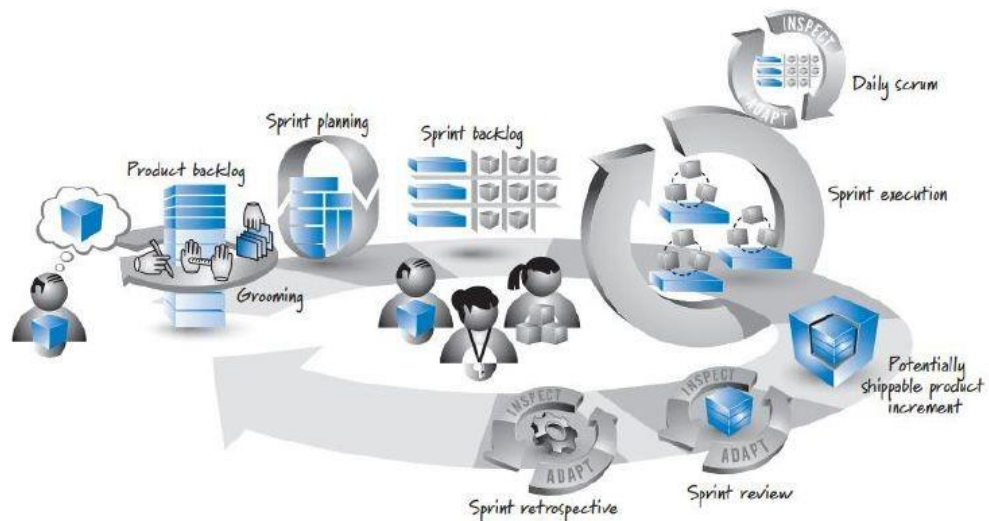 INSPECT
ADAPT
Daily scrum
Sprint planning
Sprint backlog
Product backlog
Sprint execution
Grooming
Potentially
shippable product
increment
INSPECT
ADAPT
Sprint retrospective
INSPECT
ADAPT
Sprint review